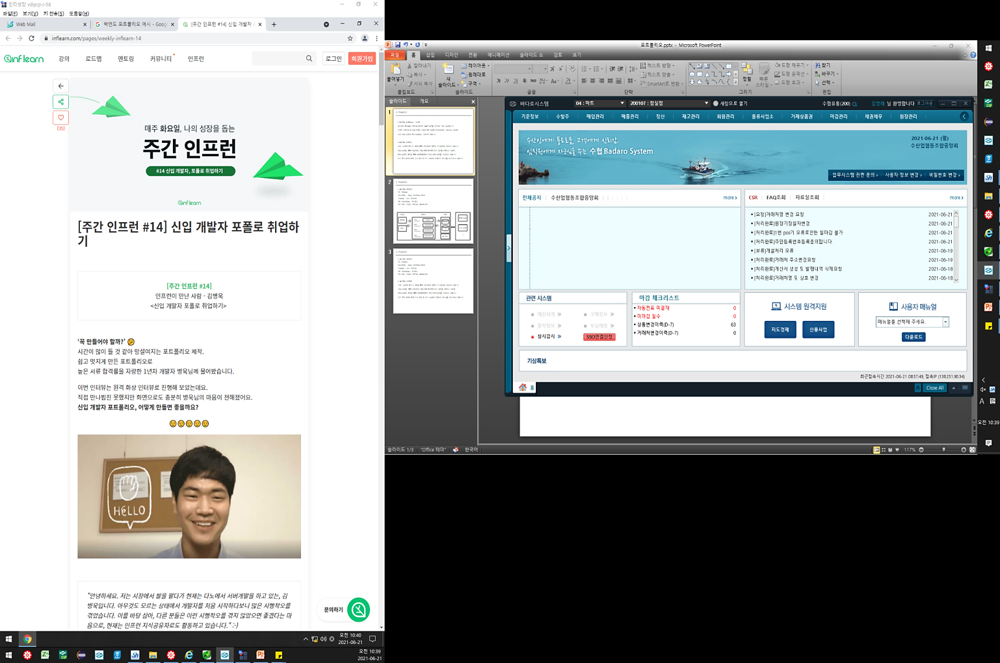 인터넷망 vdipcp-J-58
파일(F) 보기(V) 키 전송(S) 도움말(H)
Web Mail
백엔드 포트폴리오 예시 - Goog
[주간 인프런 #14] 신입 개발자 포
inflearn.com/pages/weekly-inflearn-14
inflearn
강의 로드맵 멘토링 커뮤니티 인프런
로그인 회원가입
(35)
매주 화요일, 나의 성장을 돕는
주간 인프런
#14 신입 개발자, 포폴로 취업하기
inflearn
[주간 인프런 #14] 신입 개발자 포폴로 취업하
기
[주간 인프런 #14]
인프런이 만난 사람 - 김병욱
<신입 개발자 포폴로 취업하기>
‘꼭 만들어야 할까?’
시간이 많이 들 것 같아 망설여지는 포트폴리오 제작.
쉽고 멋지게 만든 포트폴리오로
높은 서류 합격률을 자랑한 1년차 개발자 병욱님께 물어봤습니다.
이번 인터뷰는 원격 화상 인터뷰로 진행해 보았는데요.
직접 만나뵙진 못했지만 화면으로도 충분히 병욱님의 마음이 전해졌어요.
신입 개발자 포트폴리오, 어떻게 만들면 좋을까요?
HELLO
"안녕하세요. 저는 시장에서 쌀을 팔다가 현재는 다노에서 서버개발을 하고 있는, 김
병욱입니다. 아무것도 모르는 상태에서 개발자를 처음 시작하다보니 많은 시행착오를
겪었습니다. 이를 바탕 삼아, 다른 분들은 이런 시행착오를 겪지 않았으면 좋겠다는 마
음으로, 현재는 인프런 지식공유자로도 활동하고 있습니다." :-)
문의하기
오전 10:40
2021-06-21
오전 10:39
2021-06-21
포트폴리오.pptx - Microsoft PowerPoint
파일 홈 삽입 디자인 전환 애니메이션 슬라이드 쇼 검토 보기
붙여넣기
잘라내기
복사
서식 복사
클립보드
새
슬라이드
레이아웃
원래대로
구역
슬라이드
글꼴
텍스트 방향
텍스트 맞춤
SmartArt로 변환
단락
정렬
빠른
스타일
도형 채우기
도형 윤곽선
도형 효과
그리기
찾기
바꾸기
선택
편집
슬라이드 개요
1
2
3
바다로시스템
04 : 마트
200107 : 잠실점
새창으로 열기
수협유통(200)
님 환영합니다 로그아웃
기준정보 수발주 매입관리 매출관리 정산 재고관리 회원관리 물류사업소 거제상품권 마감관리 채권채무 원장관리
수산인에게 풍요로움, 고객에게 신뢰감,
임직원에게 자긍심을 주는 수협 Badaro System
2021-06-21 (월)
수산업협동조합중앙회
업무시스템 관련 문의 사용자 정보 변경 비밀번호 변경
전체공지 수산업협동조합중앙회 more
CSR FAQ조회 자료실조회 more
[요청]거래처명 변경 요청 2021-06-21
[처리완료]원장기장일자변경 2021-06-21
[처리완료]1번 pos기 오류로인한 일마감 불가 2021-06-21
[처리완료]주민등록번호등록문의합니다. 2021-06-21
[보류]개설처리 오류 2021-06-19
[처리완료]거래처 주소변경요청 2021-06-19
[처리완료]계산서 생성 및 발행내역 삭제요청 2021-06-18
[처리완료]거래처명 및 상호 변경 2021-06-18
관련 시스템
예산회계
구매정보
출자정보
부실예방
상시감시
SSO연결신청
마감 체크리스트
자동전표 미결재 0
미마감 일수 0
상품변경이력(D-7) 63
거래처변경이력(D-7) 0
시스템 원격지원
지도경제 신용사업
사용자 매뉴얼
메뉴얼을 선택해 주세요.
다운로드
기상특보
최근접속시간 2021-06-21 08:57:49, 접속IP (138.251.90.34)
홈
Close All
슬라이드 1/3 "Office 테마" 한국어
117%
A 한
오전 10:39